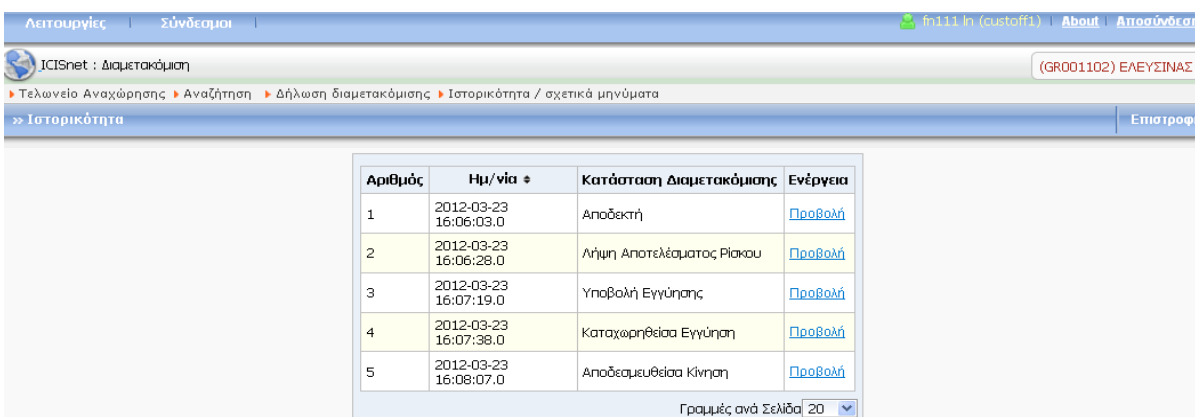 Λειτουργίες | Σύνδεσμοι | fn111 ln (custoff1) | About | Αποσύνδεση
ICISnet : Διαμετακόμιση (GR001102) ΕΛΕΥΣΙΝΑΣ
Τελωνείο Αναχώρησης Αναζήτηση Δήλωση διαμετακόμισης Ιστορικότητα / σχετικά μηνύματα
» Ιστορικότητα Επιστροφ
Αριθμός Ημ/νία Κατάσταση Διαμετακόμισης Ενέργεια
1 2012-03-23 16:06:03.0 Αποδεκτή Προβολή
2 2012-03-23 16:06:28.0 Λήψη Αποτελέσματος Ρίσκου Προβολή
3 2012-03-23 16:07:19.0 Υποβολή Εγγύησης Προβολή
4 2012-03-23 16:07:38.0 Καταχωρηθείσα Εγγύηση Προβολή
5 2012-03-23 16:08:07.0 Αποδεσμευθείσα Κίνηση Προβολή
Γραμμές ανά Σελίδα 20